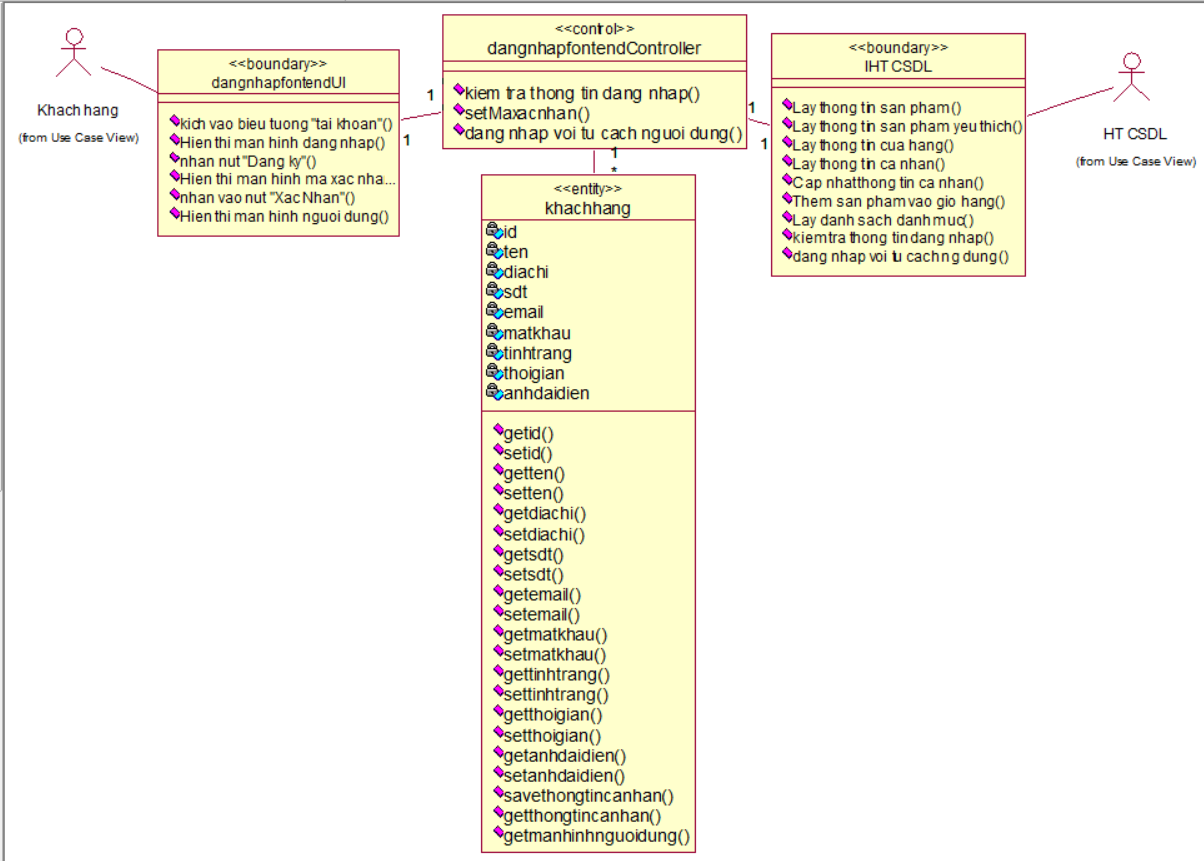 Khach hang
(from Use Case View)
<<boundary>>
dangnhapfontendUI
kich vao bieu tuong "tai khoan"()
Hien thi man hinh dang nhap()
nhan nut "Dang ky"()
Hien thi man hinh ma xac nha...
nhan vao nut "Xac Nhan"()
Hien thi man hinh nguoi dung()
1
1
<<control>>
dangnhapfontendController
kiem tra thong tin dang nhap()
setMaxacnhan()
dang nhap voi tu cach nguoi dung()
1
1
<<boundary>>
IHT CSDL
Lay thong tin san pham()
Lay thong tin san pham yeu thich()
Lay thong tin cua hang()
Lay thong tin ca nhan()
Cap nhatthong tin ca nhan()
Them san pham vao gio hang()
Lay danh sach danh muc()
kiemtra thong tin dang nhap()
dang nhap voi tu cach ng dung()
HT CSDL
(from Use Case View)
1
*
<<entity>>
khachhang
id
ten
diachi
sdt
email
matkhau
tinhtrang
thoigian
anhdaidien
getid()
setid()
getten()
setten()
getdiachi()
setdiachi()
getsdt()
setsdt()
getemail()
setemail()
getmatkhau()
setmatkhau()
gettinhtrang()
settinhtrang()
getthoigian()
setthoigian()
getanhdaidien()
setanhdaidien()
savethongtincanhan()
getthongtincanhan()
getmanhinhnguoidung()